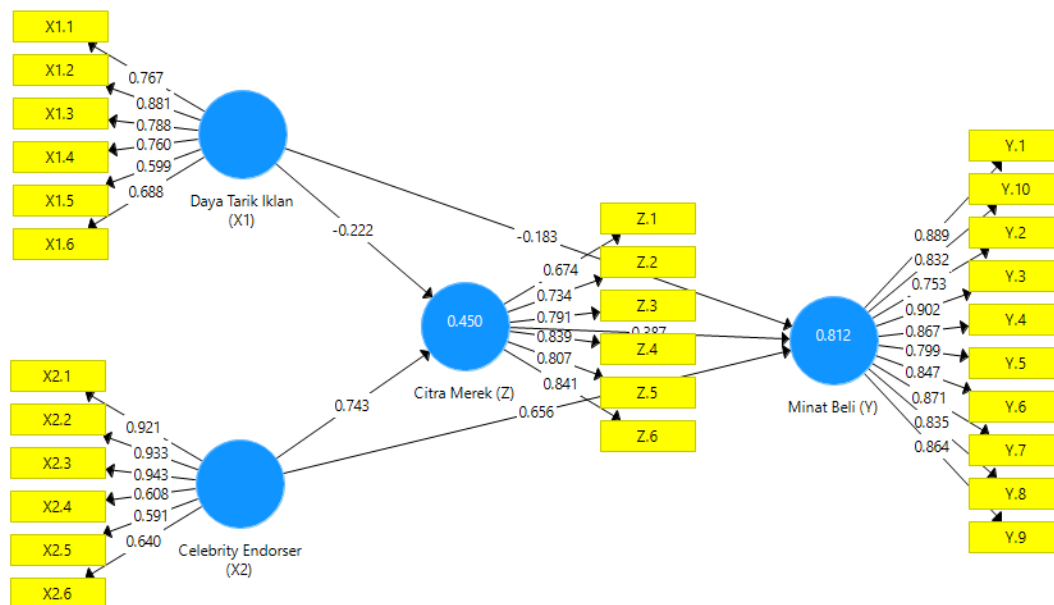 X1.1
X1.2
X1.3
X1.4
X1.5
X1.6
0.767
0.881
0.788
0.760
0.599
0.688
Daya Tarik Iklan
(X1)
-0.222
-0.183
X2.1
X2.2
X2.3
X2.4
X2.5
X2.6
0.921
0.933
0.943
0.608
0.591
0.640
Celebrity Endorser
(X2)
0.743
0.656
0.450
Citra Merek (Z)
0.674
0.734
0.791
0.839
0.807
0.841
0.387
Z.1
Z.2
Z.3
Z.4
Z.5
Z.6
0.812
Minat Beli (Y)
0.889
0.832
0.753
0.902
0.867
0.799
0.847
0.871
0.835
0.864
Y.1
Y.10
Y.2
Y.3
Y.4
Y.5
Y.6
Y.7
Y.8
Y.9